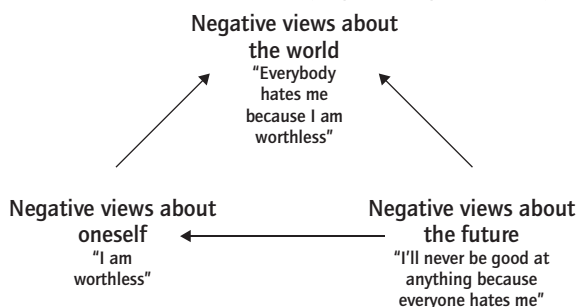 Negative views about
the world
“Everybody
hates me
because I am
worthless”
Negative views about
oneself
“I am
worthless”
Negative views about
the future
“I’ll never be good at
anything because
everyone hates me”